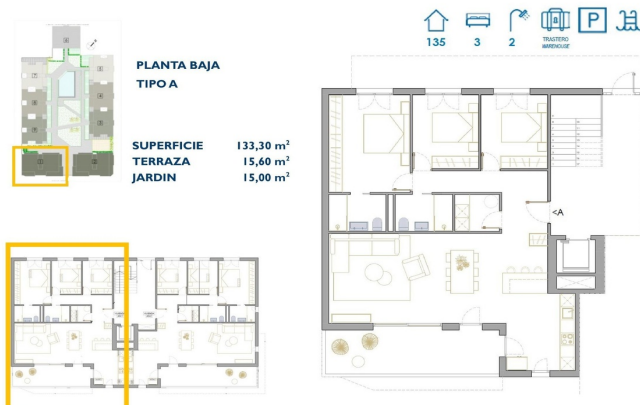 135
3
2
TRASTERO
WAREHOUSE
P
PLANTA BAJA
TIPO A
SUPERFICIE 133,30 m²
TERRAZA 15,60 m²
JARDIN 15,00 m²
<A